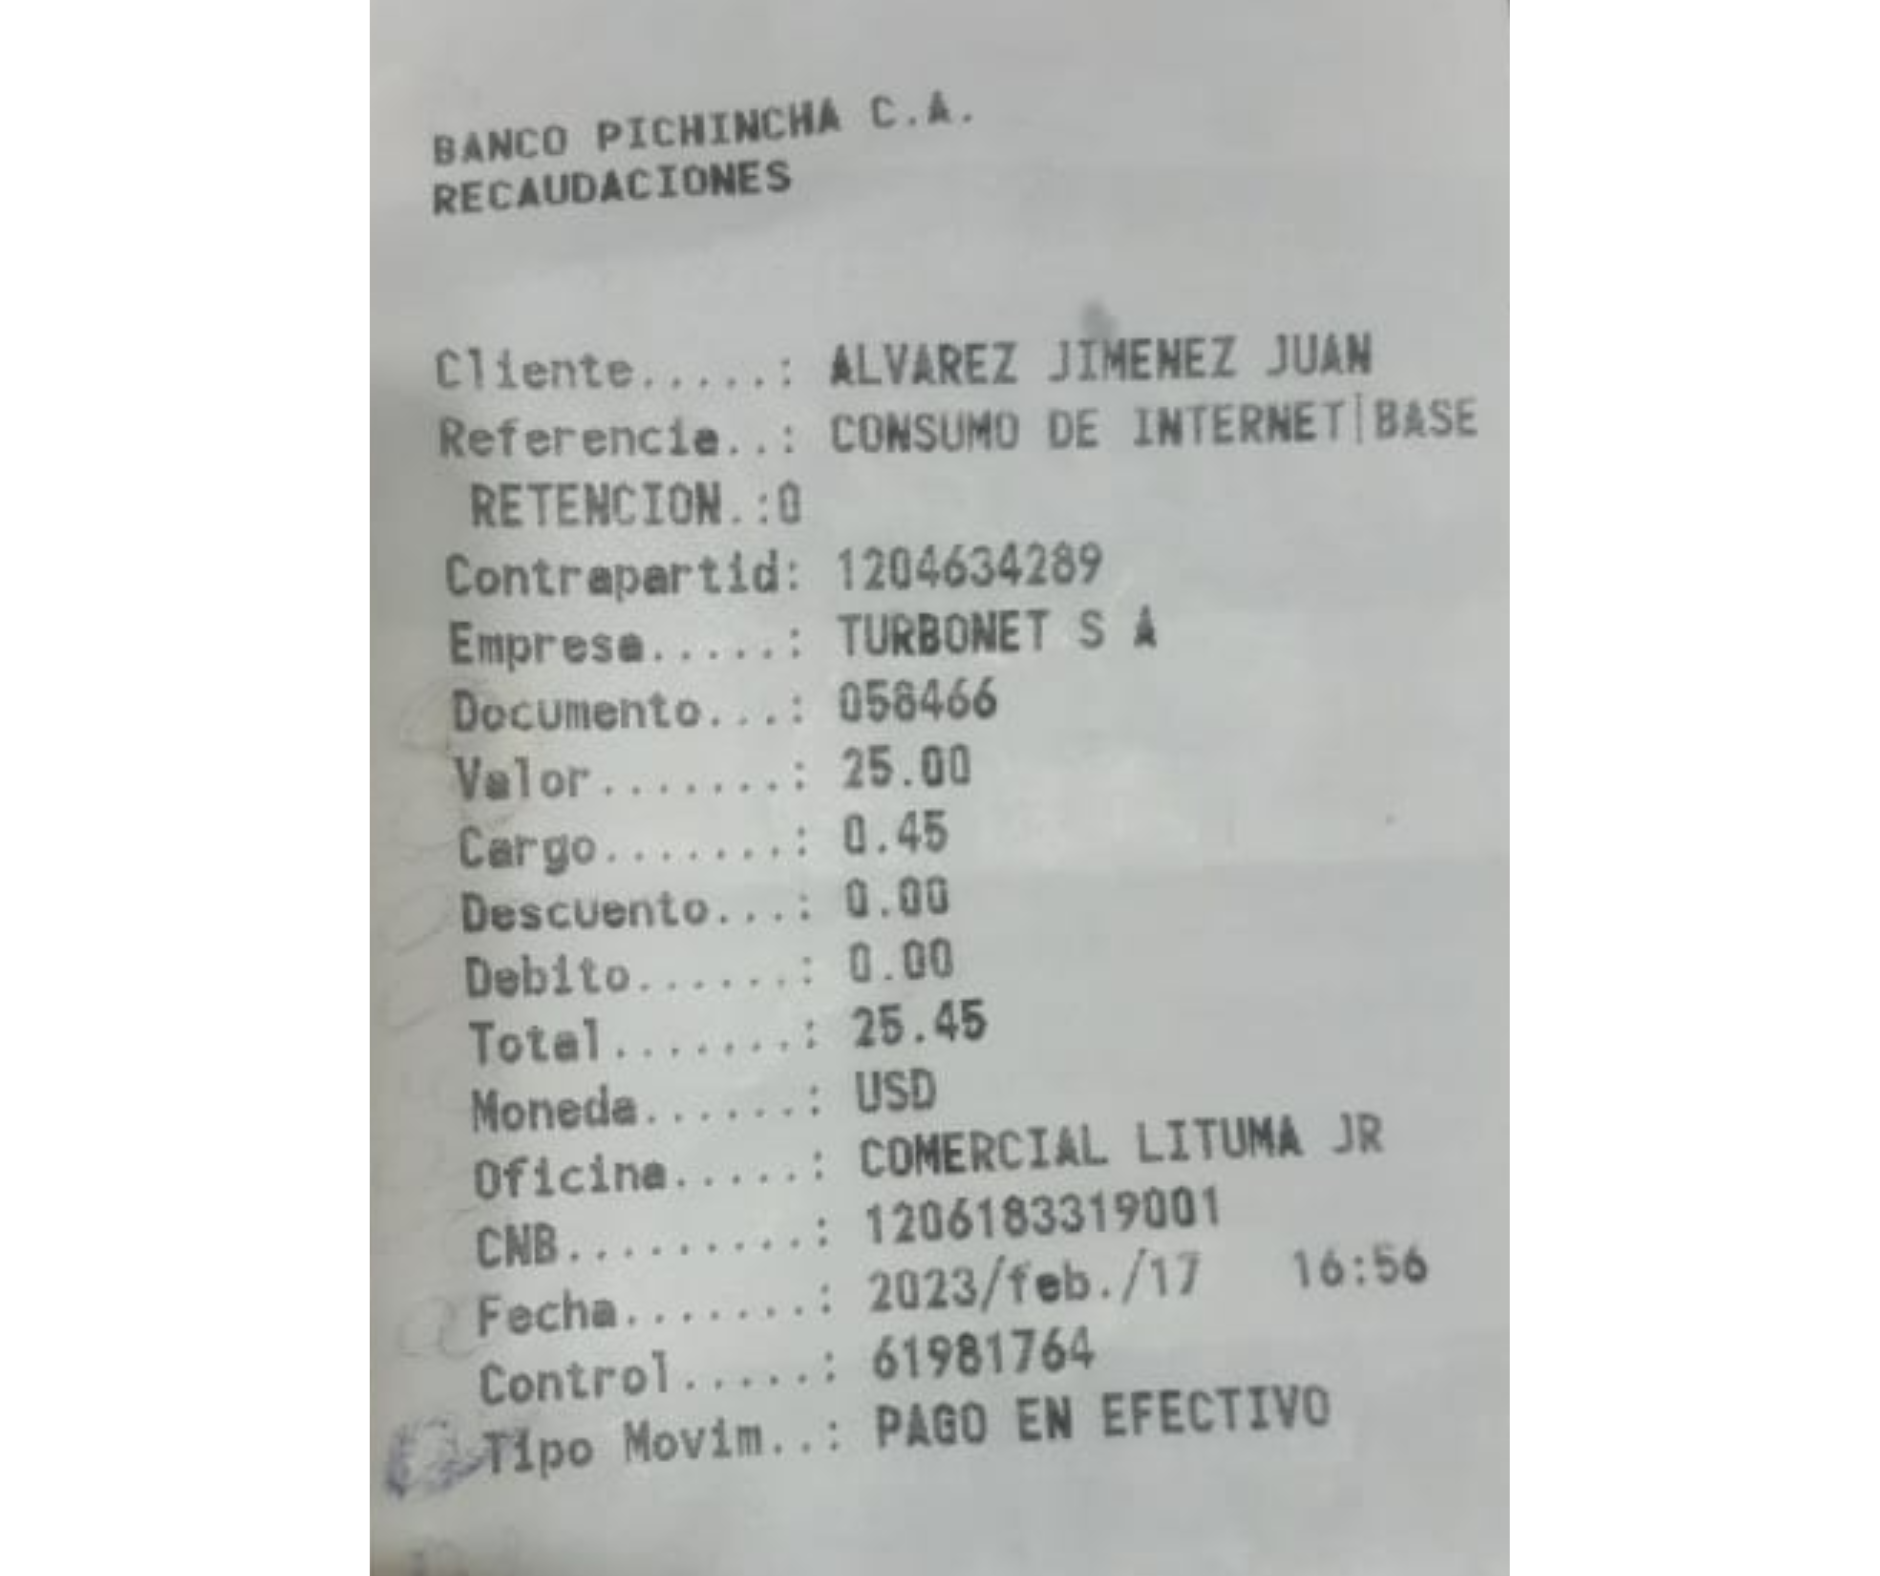 BANCO PICHINCHA C.A.
RECAUDACIONES
Cliente.....: ALVAREZ JIMENEZ JUAN
Referencia..: CONSUMO DE INTERNET|BASE
RETENCION.:0
Contrapartid: 1204634289
Empresa.....: TURBONET S A
Documento...: 058466
Valor.......: 25.00
Cargo.......: 0.45
Descuento...: 0.00
Debito......: 0.00
Total.......: 25.45
Moneda......: USD
Oficina.....: COMERCIAL LITUMA JR
CNB.........: 1206183319001
Fecha.......: 2023/feb./17 16:56
Control.....: 61981764
Tipo Movim..: PAGO EN EFECTIVO